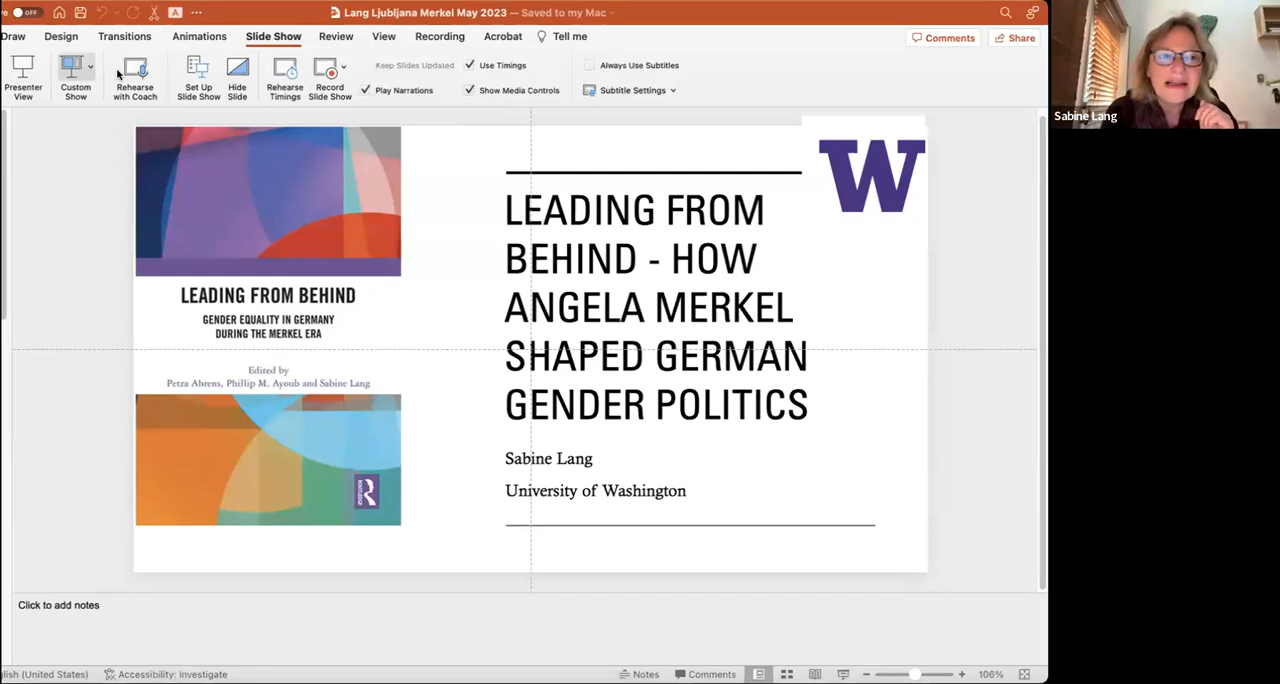 OFF
A
Lang Ljubljana Merkel May 2023 — Saved to my Mac
Draw Design Transitions Animations Slide Show Review View Recording Acrobat Tell me
Comments Share
Presenter View
Custom Show
Rehearse with Coach
Set Up Slide Show
Hide Slide
Rehearse Timings
Record Slide Show
Keep Slides Updated
Use Timings
Play Narrations
Show Media Controls
Always Use Subtitles
Subtitle Settings
Sabine Lang
LEADING FROM BEHIND
GENDER EQUALITY IN GERMANY
DURING THE MERKEL ERA
Edited by
Petra Ahrens, Phillip M. Ayoub and Sabine Lang
R
ROUTLEDGE
W
LEADING FROM
BEHIND - HOW
ANGELA MERKEL
SHAPED GERMAN
GENDER POLITICS
Sabine Lang
University of Washington
Click to add notes
glish (United States) Accessibility: Investigate
Notes Comments 106%